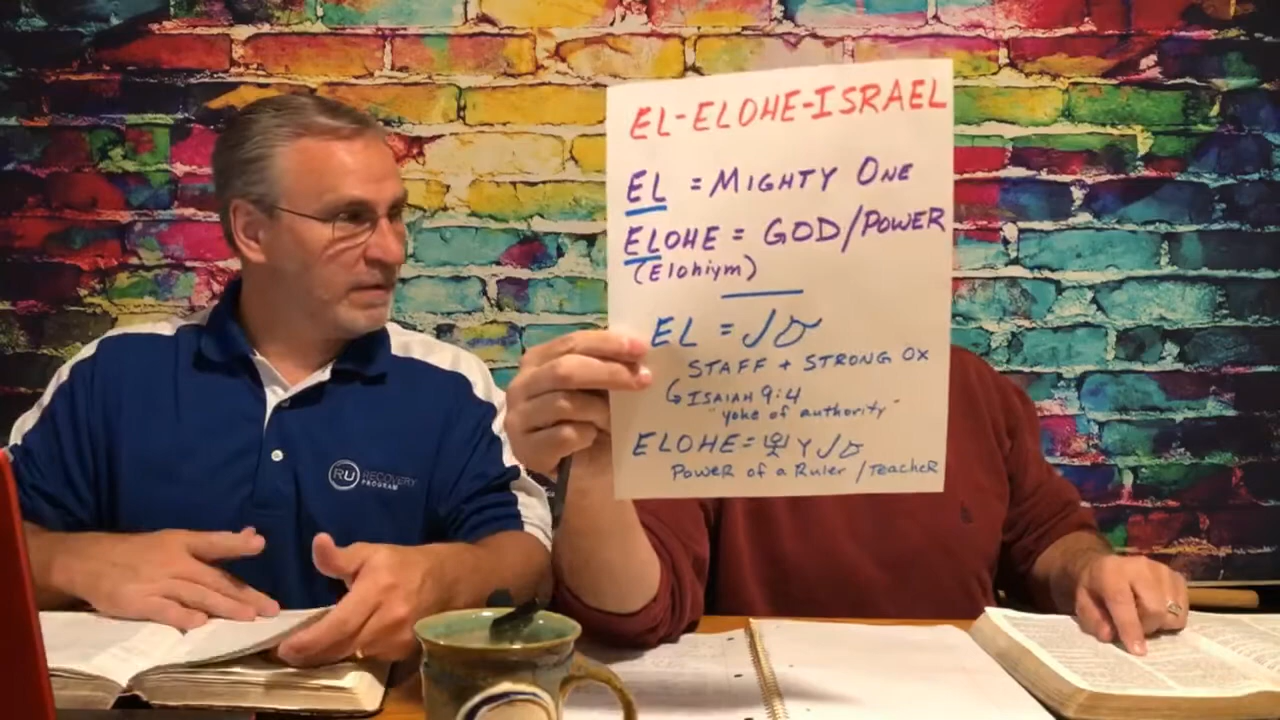 EL-ELOHE-ISRAEL
EL = MIGHTY ONE
ELOHE = GOD/POWER
(Elohiym)
EL =
STAFF + STRONG OX
ISAIAH 9:4
"yoke of authority"
ELOHE =
POWER of a RULER / TEACHER
RU RECOVERY
PROGRAM